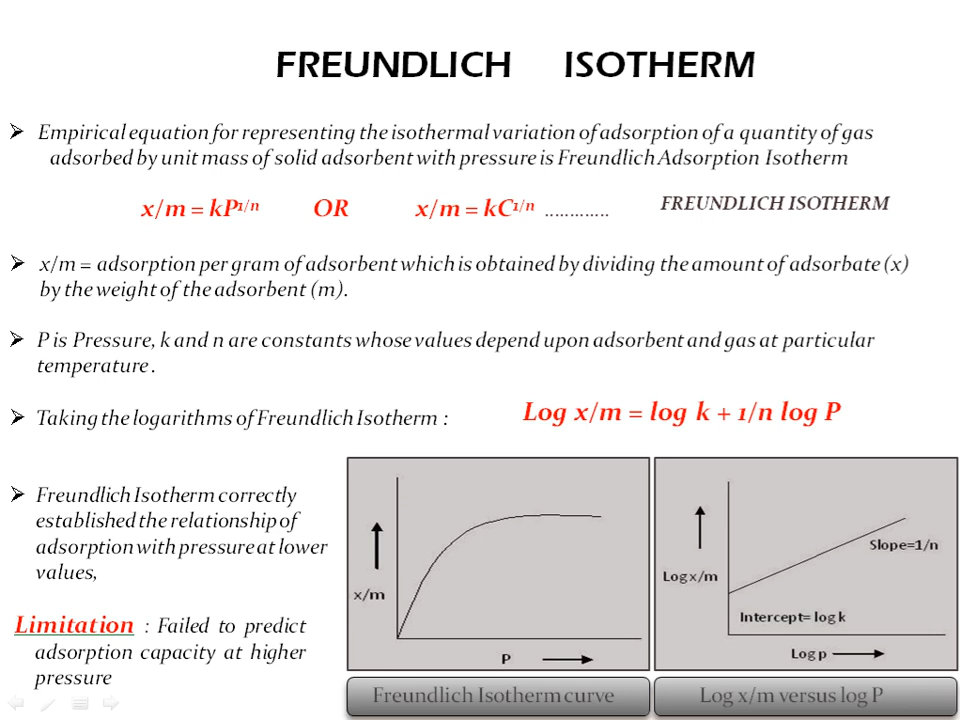 FREUNDLICH ISOTHERM
➢ Empirical equation for representing the isothermal variation of adsorption of a quantity of gas
adsorbed by unit mass of solid adsorbent with pressure is Freundlich Adsorption Isotherm
x/m = kP^1/n OR x/m = kC^1/n ............. FREUNDLICH ISOTHERM
➢ x/m = adsorption per gram of adsorbent which is obtained by dividing the amount of adsorbate (x)
by the weight of the adsorbent (m).
➢ P is Pressure, k and n are constants whose values depend upon adsorbent and gas at particular
temperature .
➢ Taking the logarithms of Freundlich Isotherm : Log x/m = log k + 1/n log P
➢ Freundlich Isotherm correctly
established the relationship of
adsorption with pressure at lower
values,
Limitation : Failed to predict
adsorption capacity at higher
pressure
x/m
P
Freundlich Isotherm curve
Slope=1/n
Log x/m
Intercept= log k
Log p
Log x/m versus log P